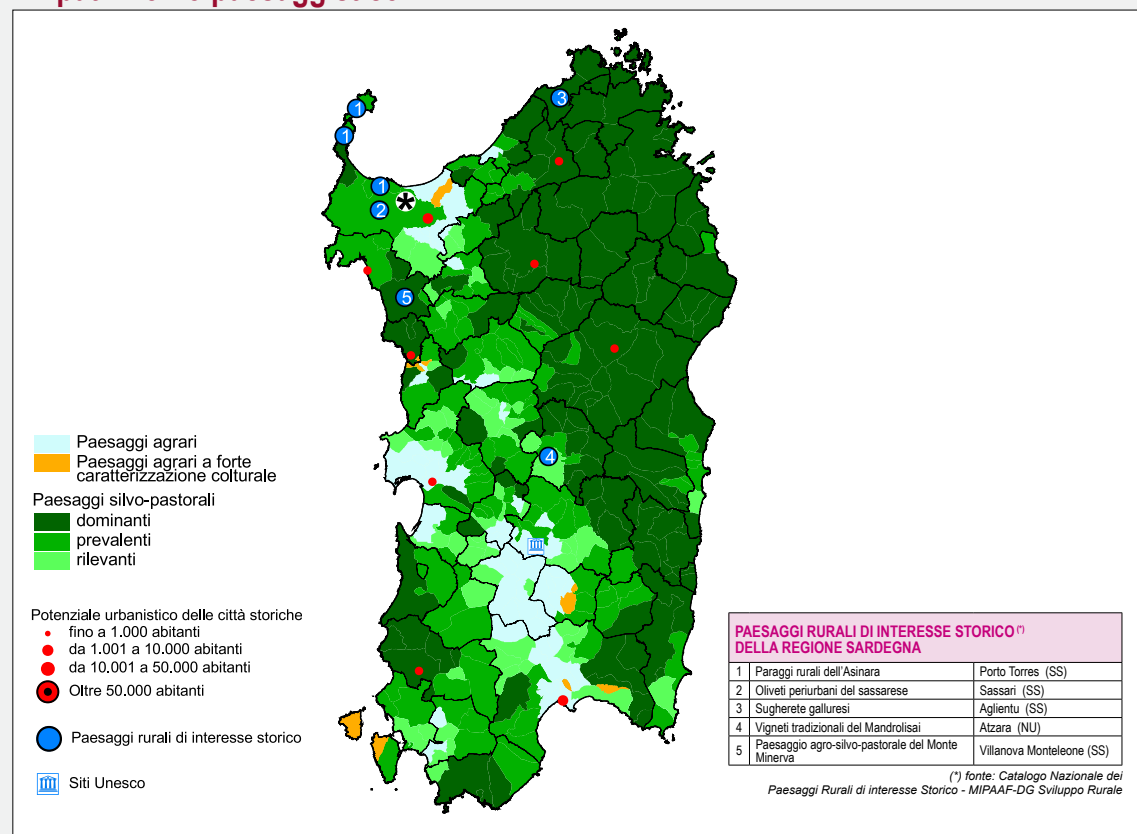 1
3
1
1
2
5
4
Paesaggi agrari
Paesaggi agrari a forte
caratterizzazione colturale
Paesaggi silvo-pastorali
dominanti
prevalenti
rilevanti
Potenziale urbanistico delle città storiche
fino a 1.000 abitanti
da 1.001 a 10.000 abitanti
da 10.001 a 50.000 abitanti
Oltre 50.000 abitanti
Paesaggi rurali di interesse storico
Siti Unesco
PAESAGGI RURALI DI INTERESSE STORICO (*)
DELLA REGIONE SARDEGNA
1 Paraggi rurali dell'Asinara Porto Torres (SS)
2 Oliveti periurbani del sassarese Sassari (SS)
3 Sugherete galluresi Aglientu (SS)
4 Vigneti tradizionali del Mandrolisai Atzara (NU)
5 Paesaggio agro-silvo-pastorale del Monte Minerva Villanova Monteleone (SS)
(*) fonte: Catalogo Nazionale dei
Paesaggi Rurali di interesse Storico - MIPAAF-DG Sviluppo Rurale